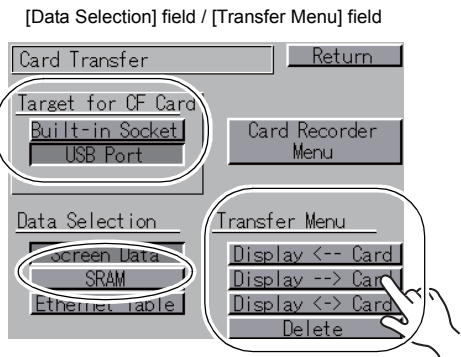 [Data Selection] field / [Transfer Menu] field
Card Transfer
Return
Target for CF Card
Built-in Socket
USB Port
Card Recorder
Menu
Data Selection
Screen Data
SRAM
Ethernet Table
Transfer Menu
Display <-- Card
Display --> Card
Display <-> Card
Delete